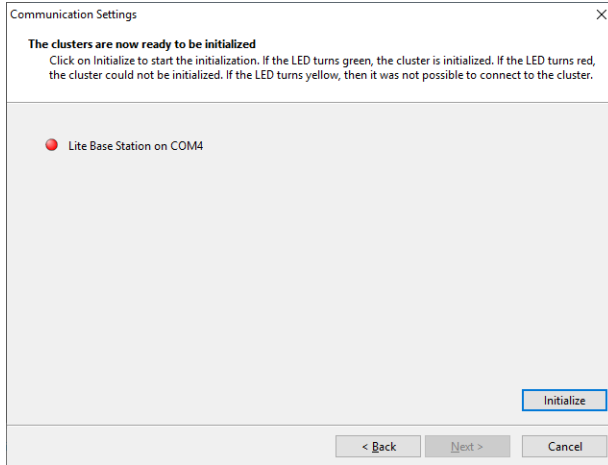 Communication Settings
The clusters are now ready to be initialized
Click on Initialize to start the initialization. If the LED turns green, the cluster is initialized. If the LED turns red,
the cluster could not be initialized. If the LED turns yellow, then it was not possible to connect to the cluster.
Lite Base Station on COM4
Initialize
< Back
Next >
Cancel